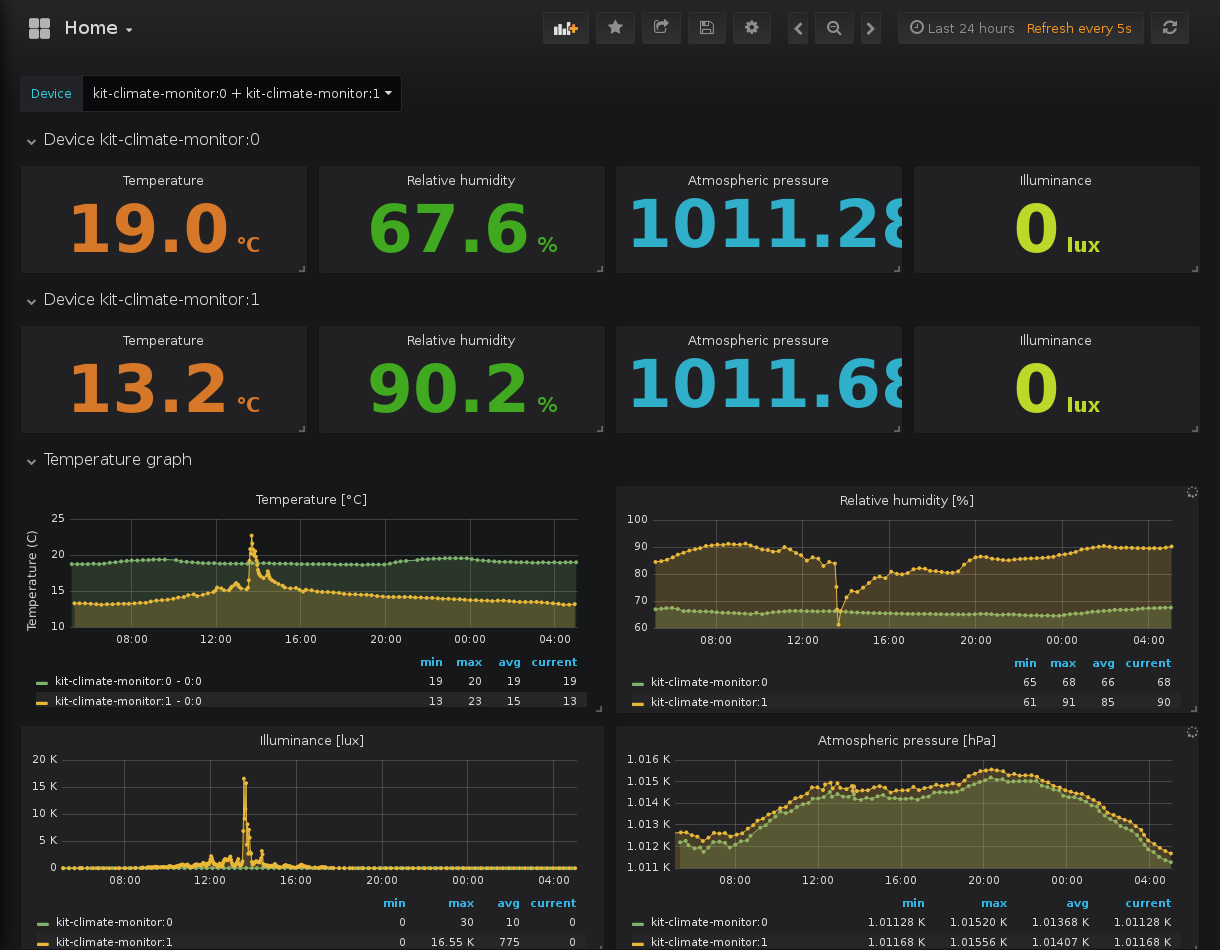 Home
Last 24 hours Refresh every 5s
Device kit-climate-monitor:0 + kit-climate-monitor:1
Device kit-climate-monitor:0
Temperature Relative humidity Atmospheric pressure Illuminance
19.0 °C 67.6 % 1011.28 0 lux
Device kit-climate-monitor:1
Temperature Relative humidity Atmospheric pressure Illuminance
13.2 °C 90.2 % 1011.68 0 lux
Temperature graph
Temperature [°C]
Temperature (C)
25
20
15
10
08:00 12:00 16:00 20:00 00:00 04:00
min max avg current
kit-climate-monitor:0 - 0:0 19 20 19 19
kit-climate-monitor:1 - 0:0 13 23 15 13
Relative humidity [%]
100
90
80
70
60
08:00 12:00 16:00 20:00 00:00 04:00
min max avg current
kit-climate-monitor:0 65 68 66 68
kit-climate-monitor:1 61 91 85 90
Illuminance [lux]
20 K
15 K
10 K
5 K
0
08:00 12:00 16:00 20:00 00:00 04:00
min max avg current
kit-climate-monitor:0 0 30 10 0
kit-climate-monitor:1 0 16.55 K 775 0
Atmospheric pressure [hPa]
1.016 K
1.015 K
1.014 K
1.013 K
1.012 K
1.011 K
08:00 12:00 16:00 20:00 00:00 04:00
min max avg current
kit-climate-monitor:0 1.01128 K 1.01520 K 1.01368 K 1.01128 K
kit-climate-monitor:1 1.01168 K 1.01556 K 1.01407 K 1.01168 K